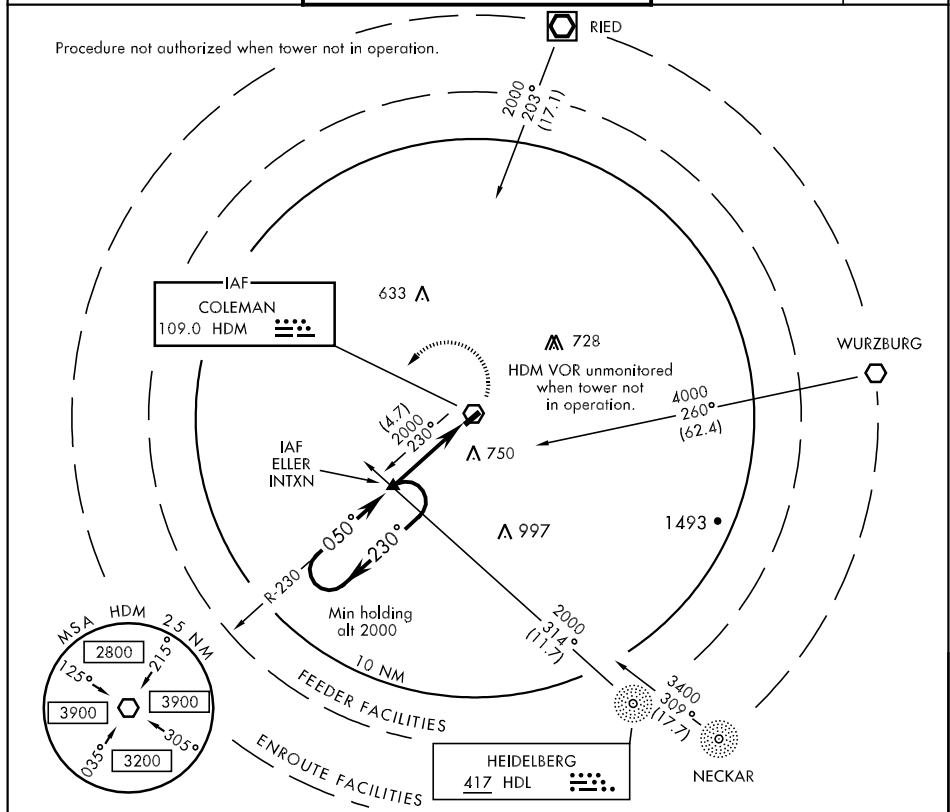 Procedure not authorized when tower not in operation.
RIED
2000
203°
(17.1)
IAF
COLEMAN
109.0 HDM
633
728
HDM VOR unmonitored
when tower not
in operation.
WURZBURG
4000
260°
(62.4)
(4.7)
2000
230°
IAF
ELLER
INTXN
750
997
1493
050°
230°
R-230
Min holding
alt 2000
2000
314°
(11.7)
3400
309°
(17.7)
10 NM
FEEDER FACILITIES
ENROUTE FACILITIES
MSA HDM 25 NM
2800
125°
215°
3900
3900
035°
305°
3200
HEIDELBERG
417 HDL
NECKAR